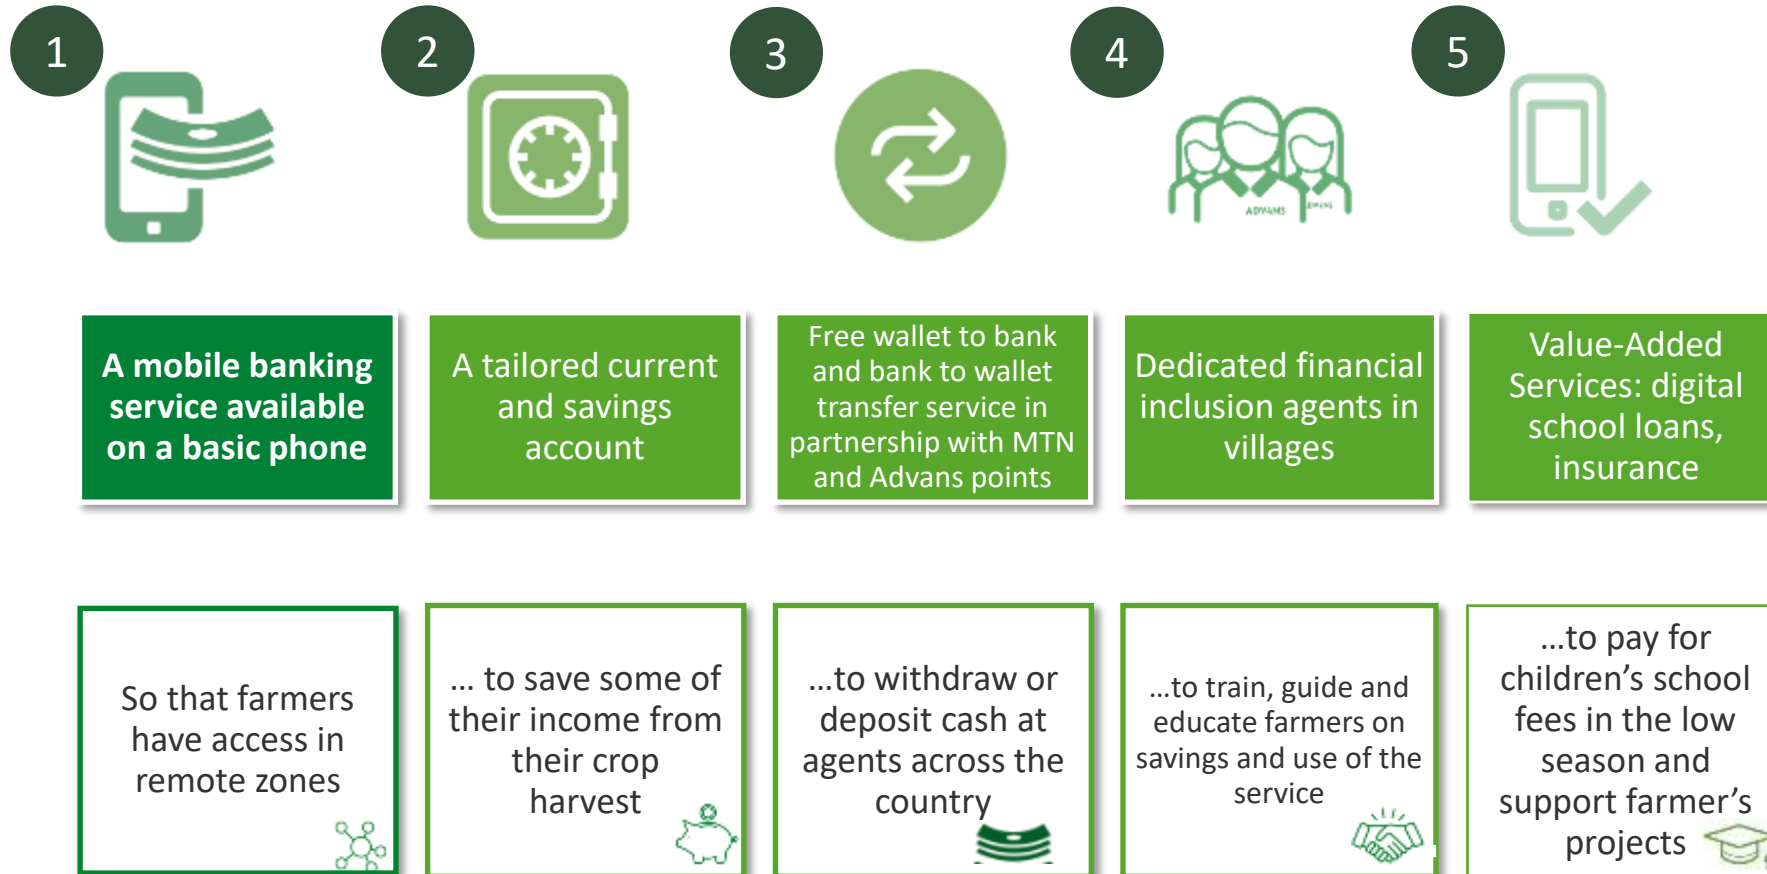 1
2
3
4
5
ADVANS
ADVANS
A mobile banking
service available
on a basic phone
A tailored current
and savings
account
Free wallet to bank
and bank to wallet
transfer service in
partnership with MTN
and Advans points
Dedicated financial
inclusion agents in
villages
Value-Added
Services: digital
school loans,
insurance
So that farmers
have access in
remote zones
... to save some of
their income from
their crop
harvest
...to withdraw or
deposit cash at
agents across the
country
...to train, guide and
educate farmers on
savings and use of the
service
...to pay for
children’s school
fees in the low
season and
support farmer’s
projects